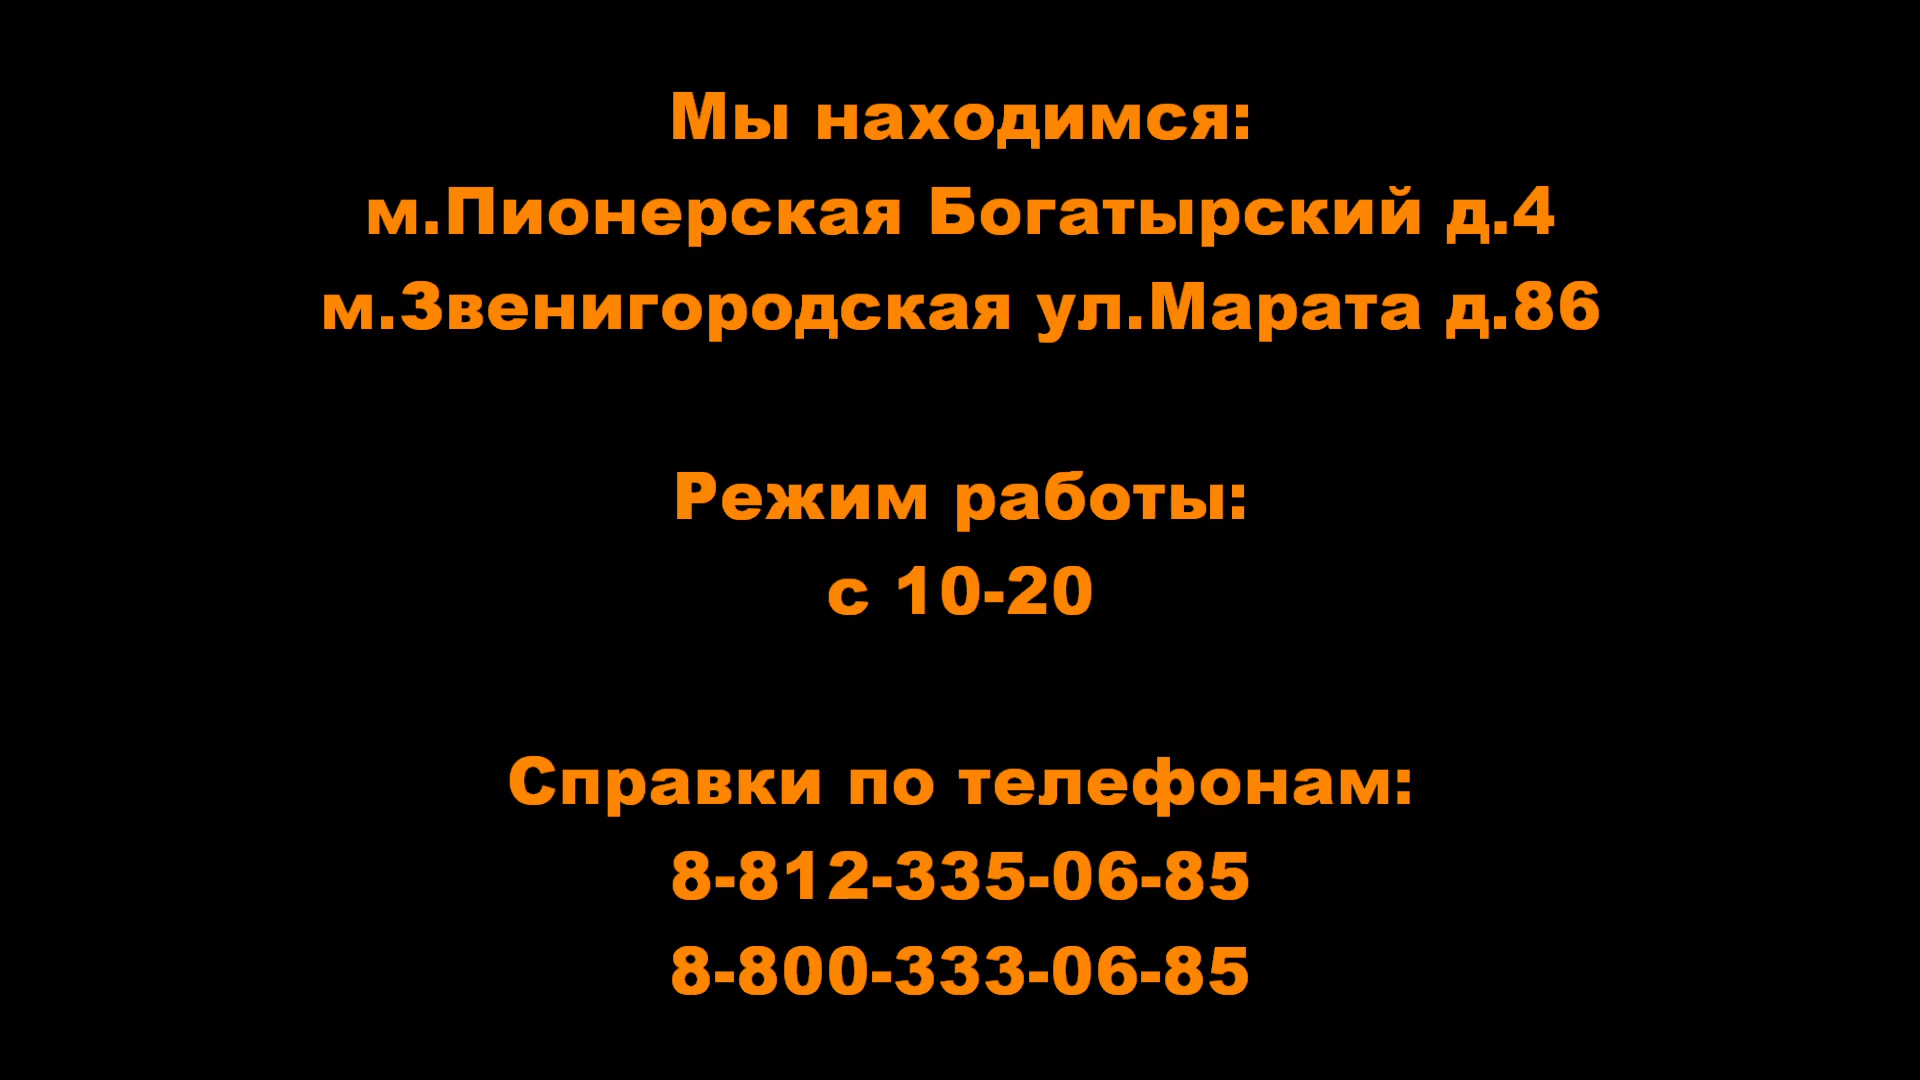 Мы находимся:
м.Пионерская Богатырский д.4
м.Звенигородская ул.Марата д.86
Режим работы:
с 10-20
Справки по телефонам:
8-812-335-06-85
8-800-333-06-85